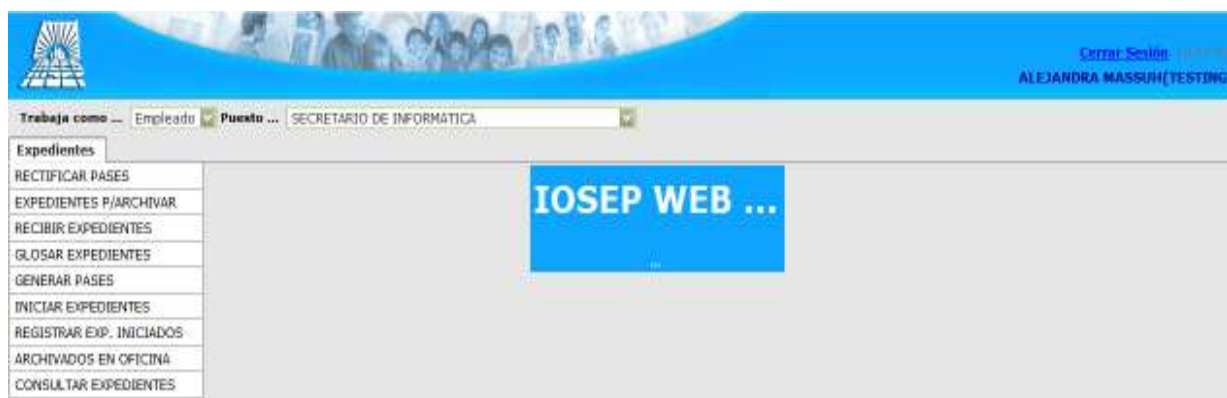 Cerrar Sesión
ALEJANDRA MASSUH(TESTING
Trabaja como ... Empleado Puesto ... SECRETARIO DE INFORMATICA
Expedientes
RECTIFICAR PASES
EXPEDIENTES P/ARCHIVAR
RECIBIR EXPEDIENTES
GLOSAR EXPEDIENTES
GENERAR PASES
INICIAR EXPEDIENTES
REGISTRAR EXP. INICIADOS
ARCHIVADOS EN OFICINA
CONSULTAR EXPEDIENTES
IOSEP WEB ...
...